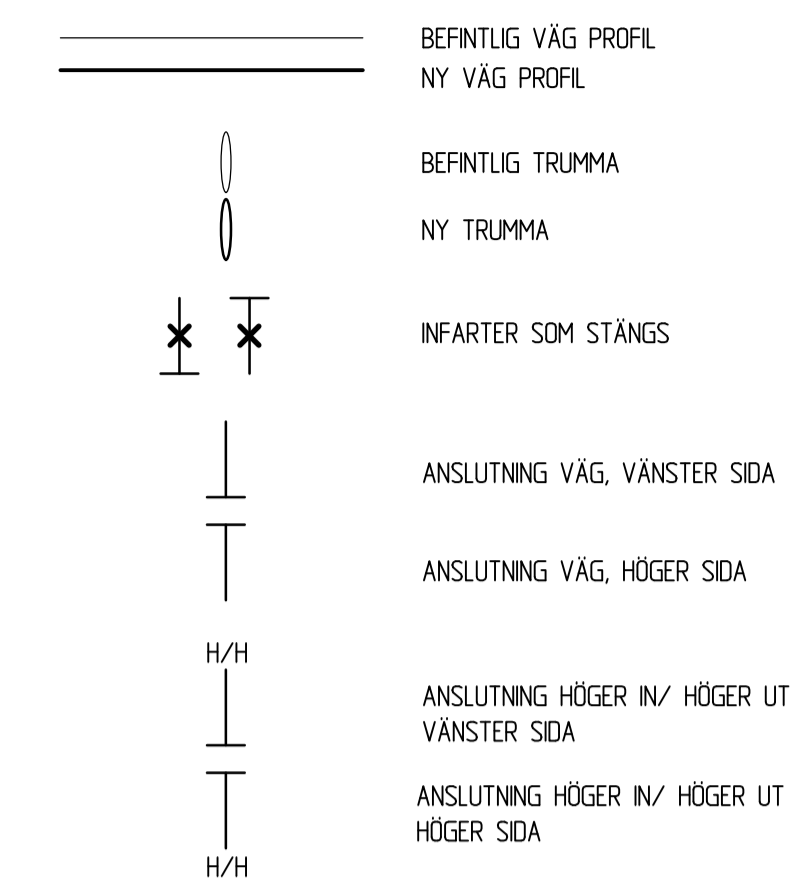 BEFINTLIG VÄG PROFIL
NY VÄG PROFIL
BEFINTLIG TRUMMA
NY TRUMMA
INFARTER SOM STÄNGS
ANSLUTNING VÄG, VÄNSTER SIDA
ANSLUTNING VÄG, HÖGER SIDA
H/H
ANSLUTNING HÖGER IN/ HÖGER UT
VÄNSTER SIDA
ANSLUTNING HÖGER IN/ HÖGER UT
HÖGER SIDA
H/H